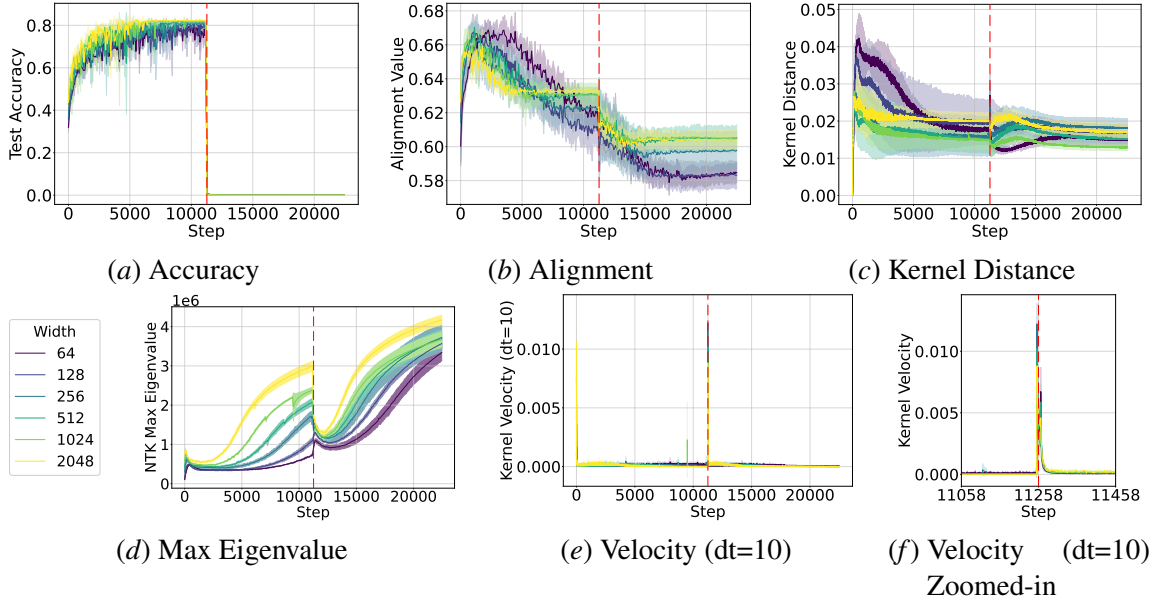 Test Accuracy
0.8
0.6
0.4
0.2
0.0
0 5000 10000 15000 20000
Step
(a) Accuracy
Alignment Value
0.68
0.66
0.64
0.62
0.60
0.58
0 5000 10000 15000 20000
Step
(b) Alignment
Kernel Distance
0.05
0.04
0.03
0.02
0.01
0.00
0 5000 10000 15000 20000
Step
(c) Kernel Distance
Width
64
128
256
512
1024
2048
1e6
NTK Max Eigenvalue
4
3
2
1
0
0 5000 10000 15000 20000
Step
(d) Max Eigenvalue
Kernel Velocity (dt=10)
0.010
0.005
0.000
0 5000 10000 15000 20000
Step
(e) Velocity (dt=10)
Kernel Velocity
0.010
0.005
0.000
11058 11258 11458
Step
(f) Velocity (dt=10)
Zoomed-in